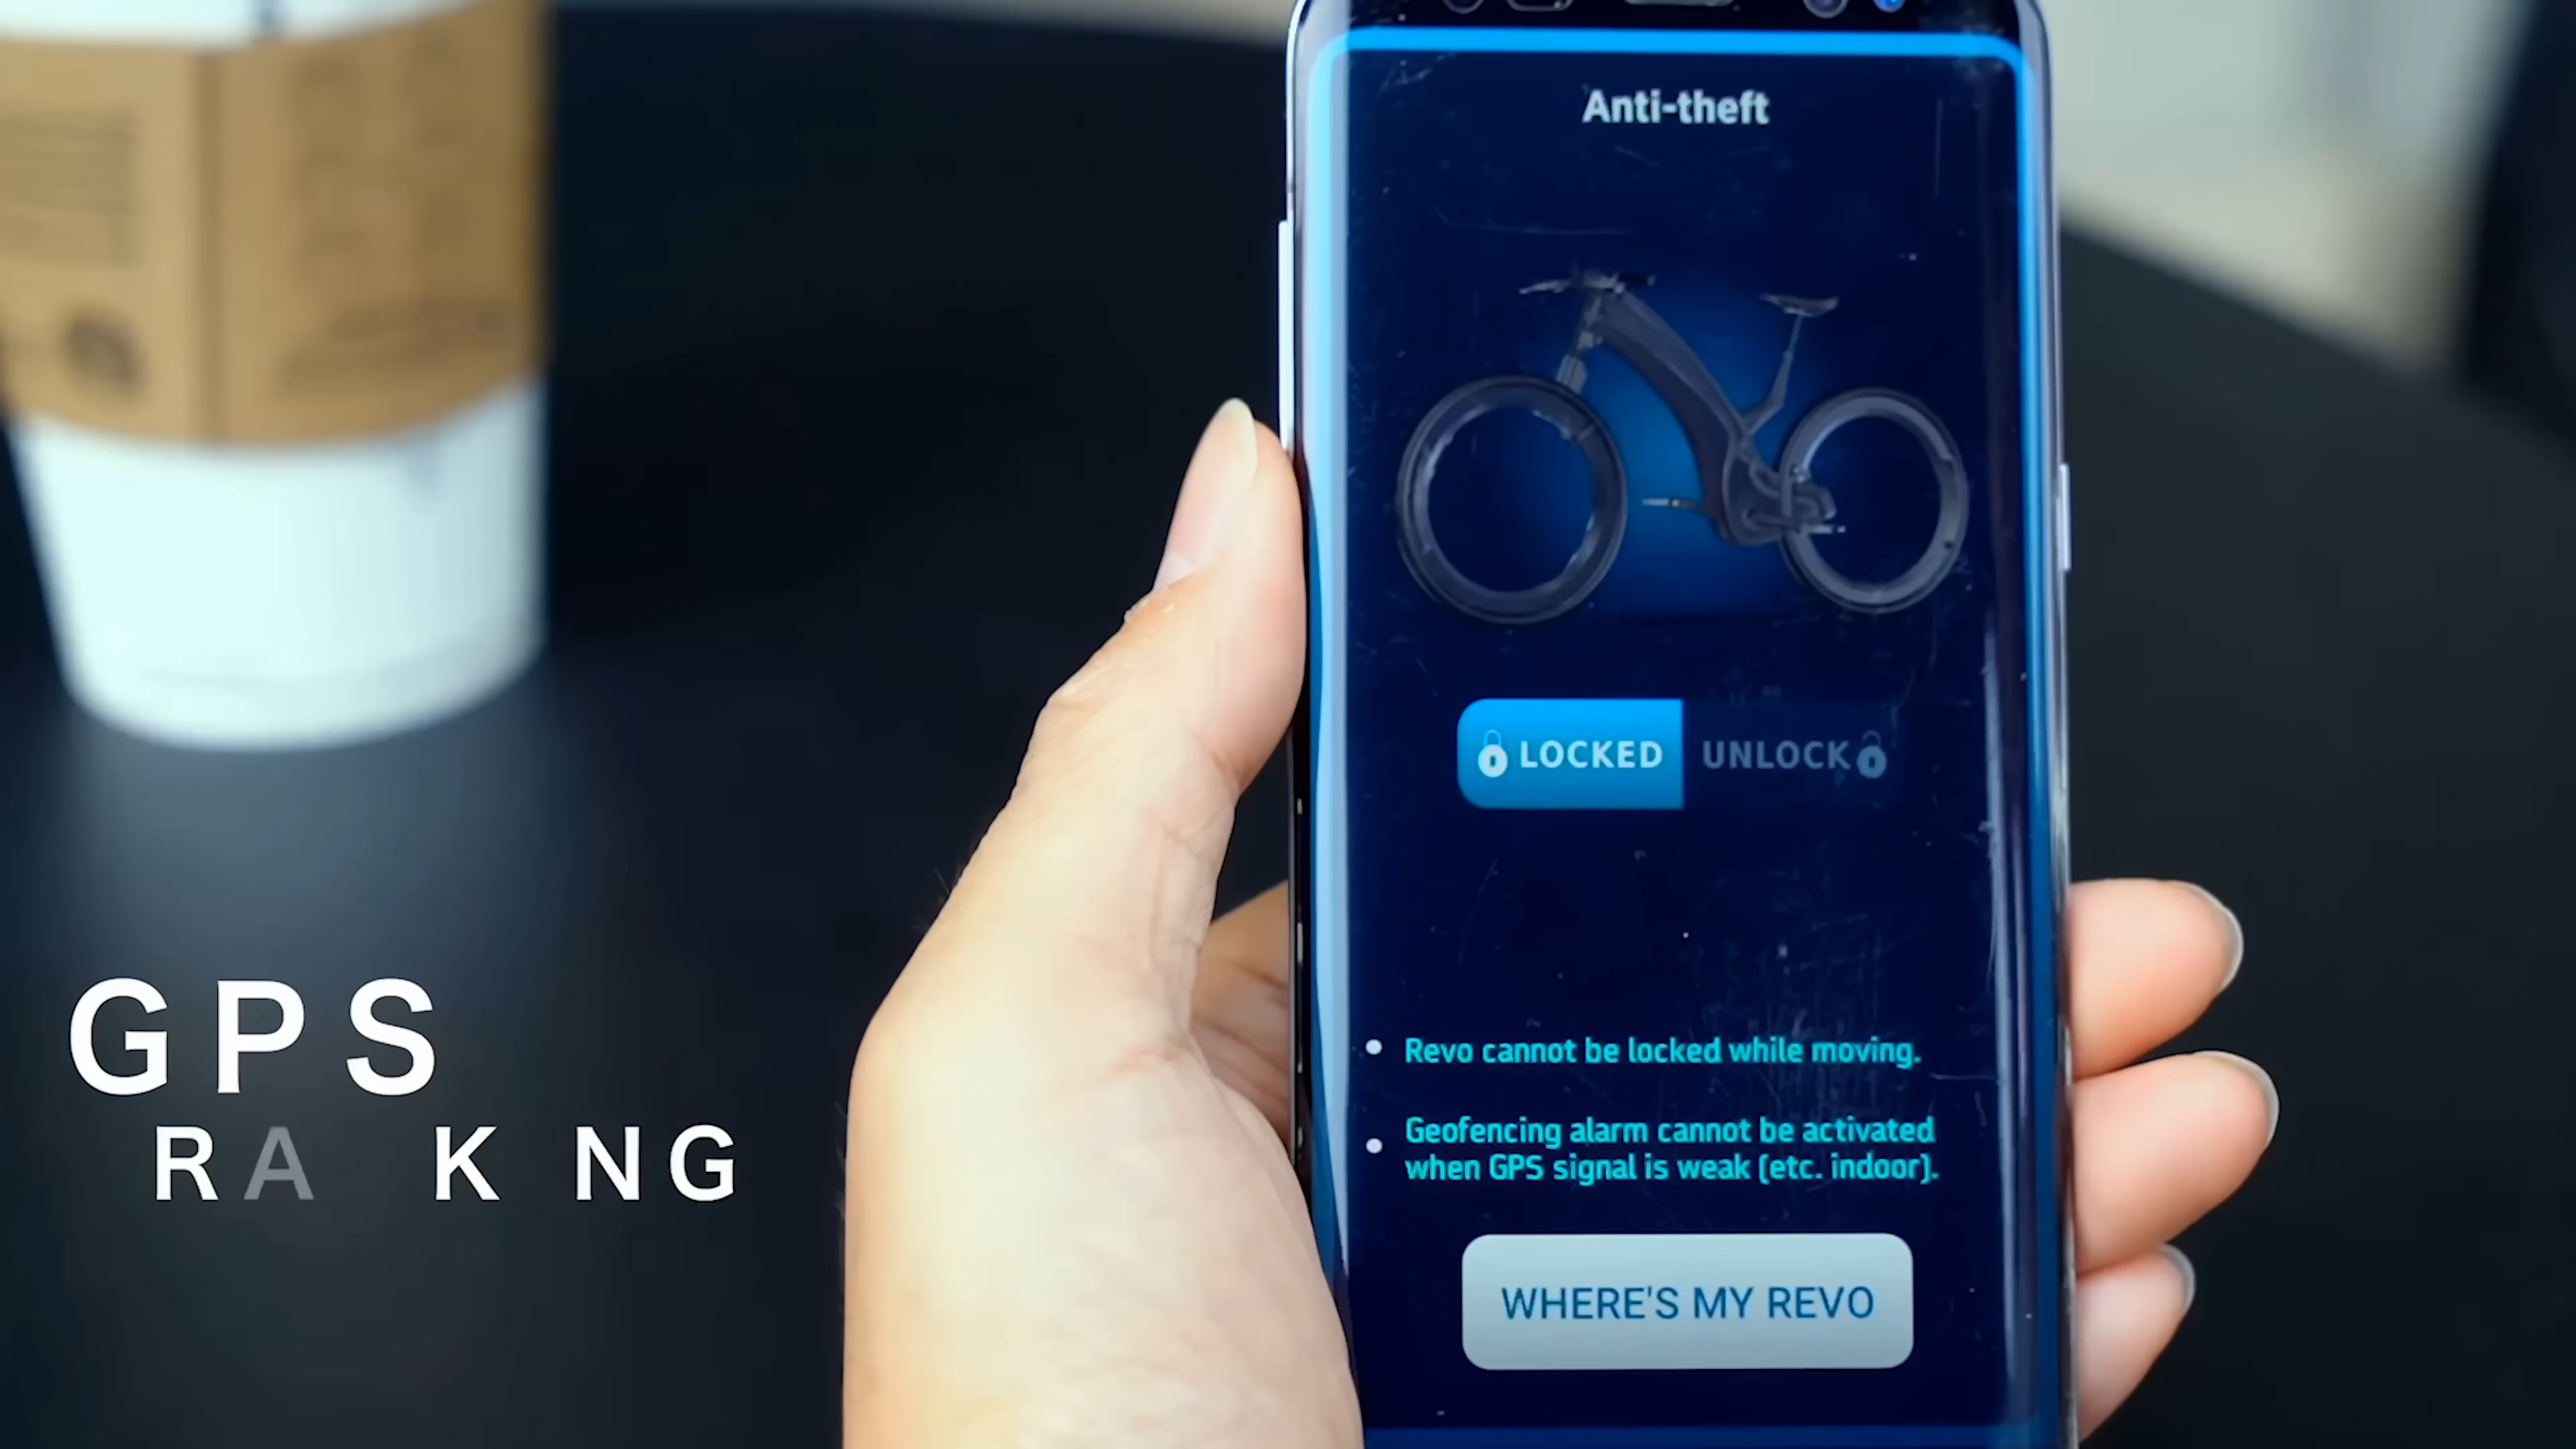 Anti-theft
LOCKED UNLOCK
Revo cannot be locked while moving.
Geofencing alarm cannot be activated
when GPS signal is weak (etc. indoor).
WHERE'S MY REVO
GPS
RA K NG